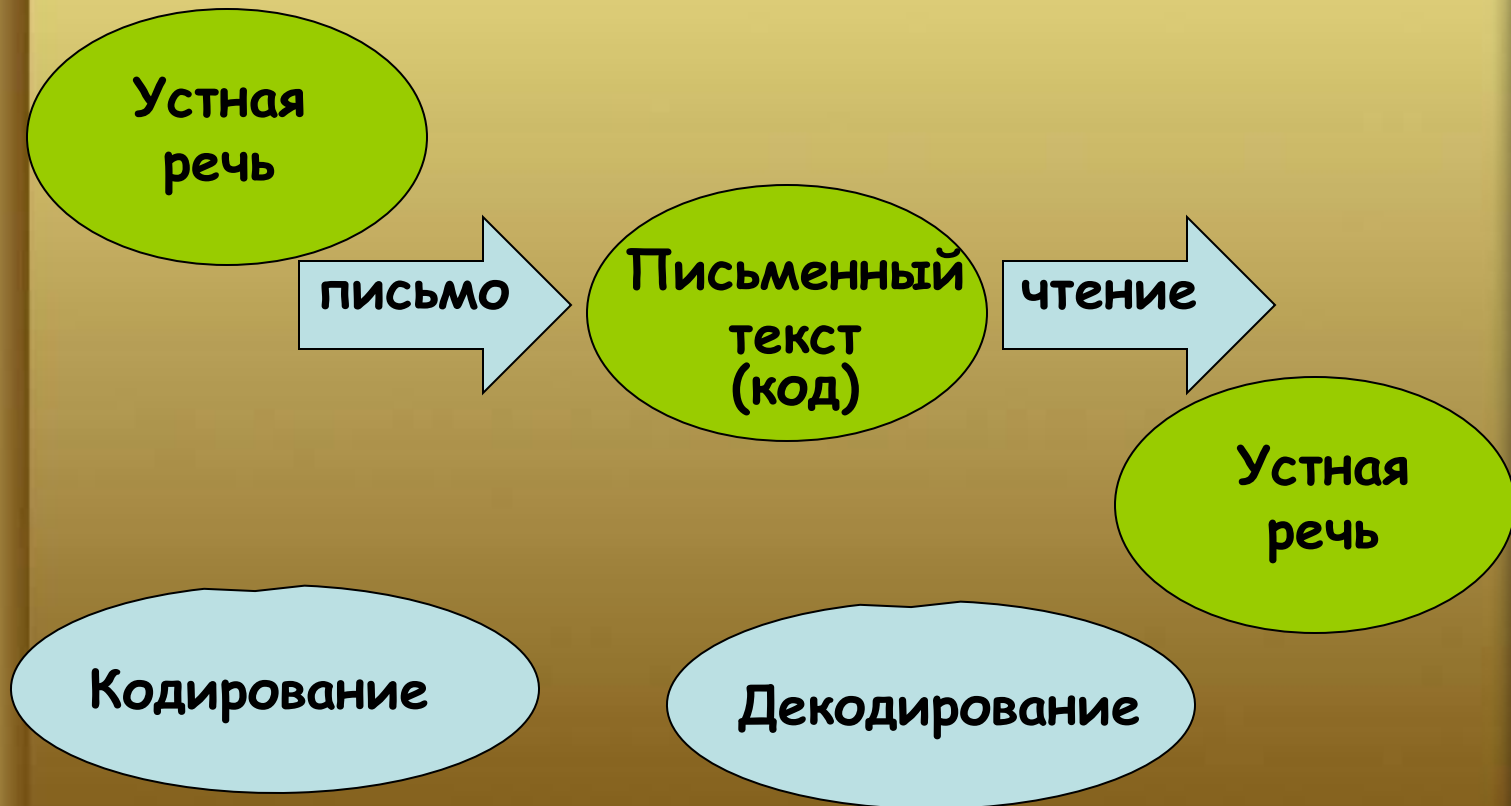 Устная
речь
письмо
Письменный
текст
(код)
чтение
Устная
речь
Кодирование
Декодирование